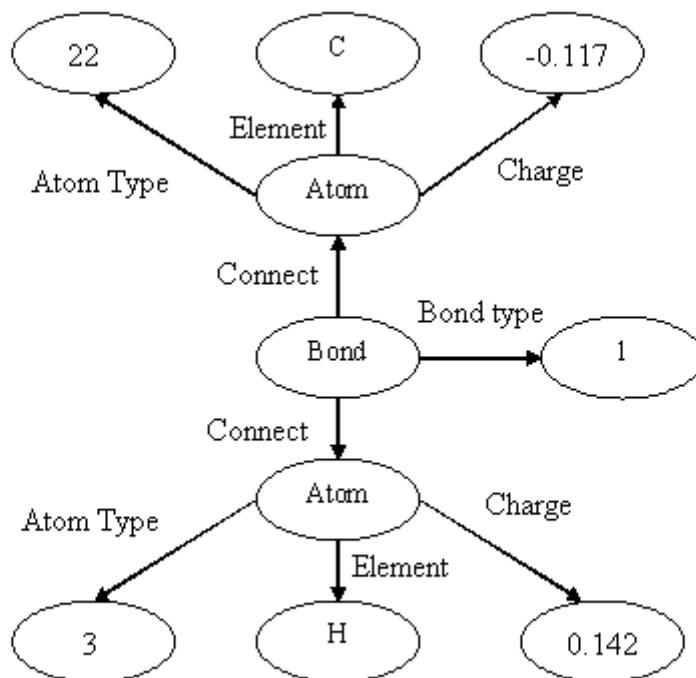 22
C
-0.117
Element
Atom Type
Atom
Charge
Connect
Bond type
Bond
1
Connect
Atom
Atom Type
Charge
Element
3
H
0.142